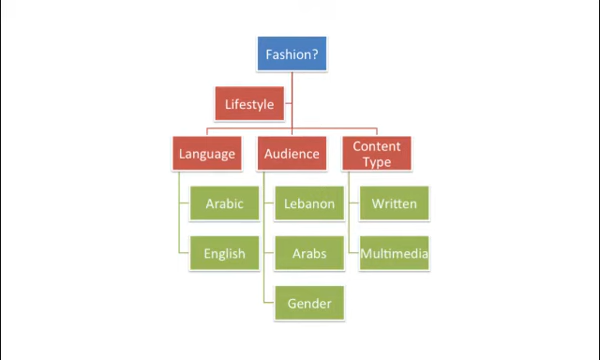 Fashion?
Lifestyle
Language
Audience
Content
Type
Arabic
Lebanon
Written
English
Arabs
Multimedia
Gender